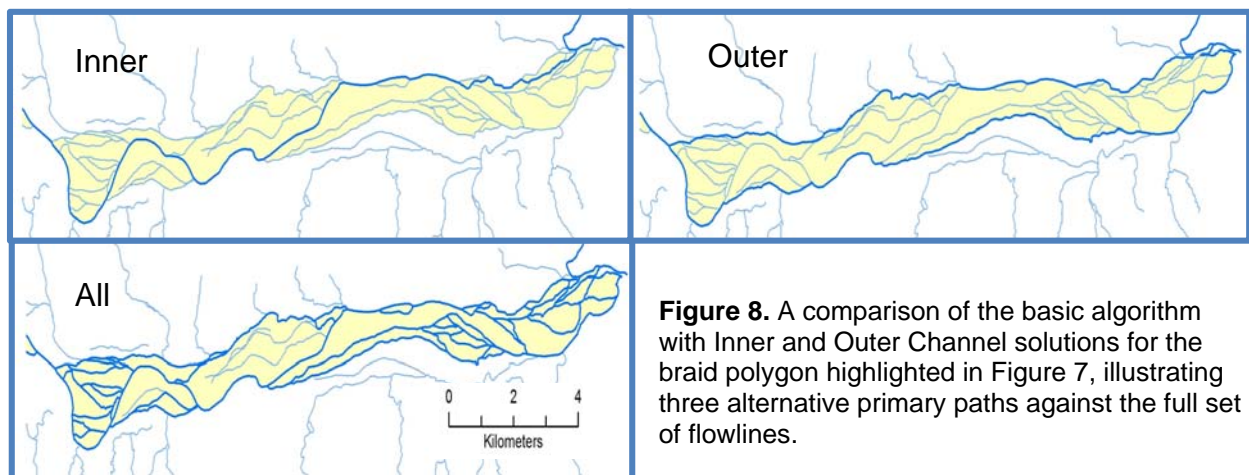 Inner
Outer
All
0 2 4
Kilometers
Figure 8. A comparison of the basic algorithm
with Inner and Outer Channel solutions for the
braid polygon highlighted in Figure 7, illustrating
three alternative primary paths against the full set
of flowlines.